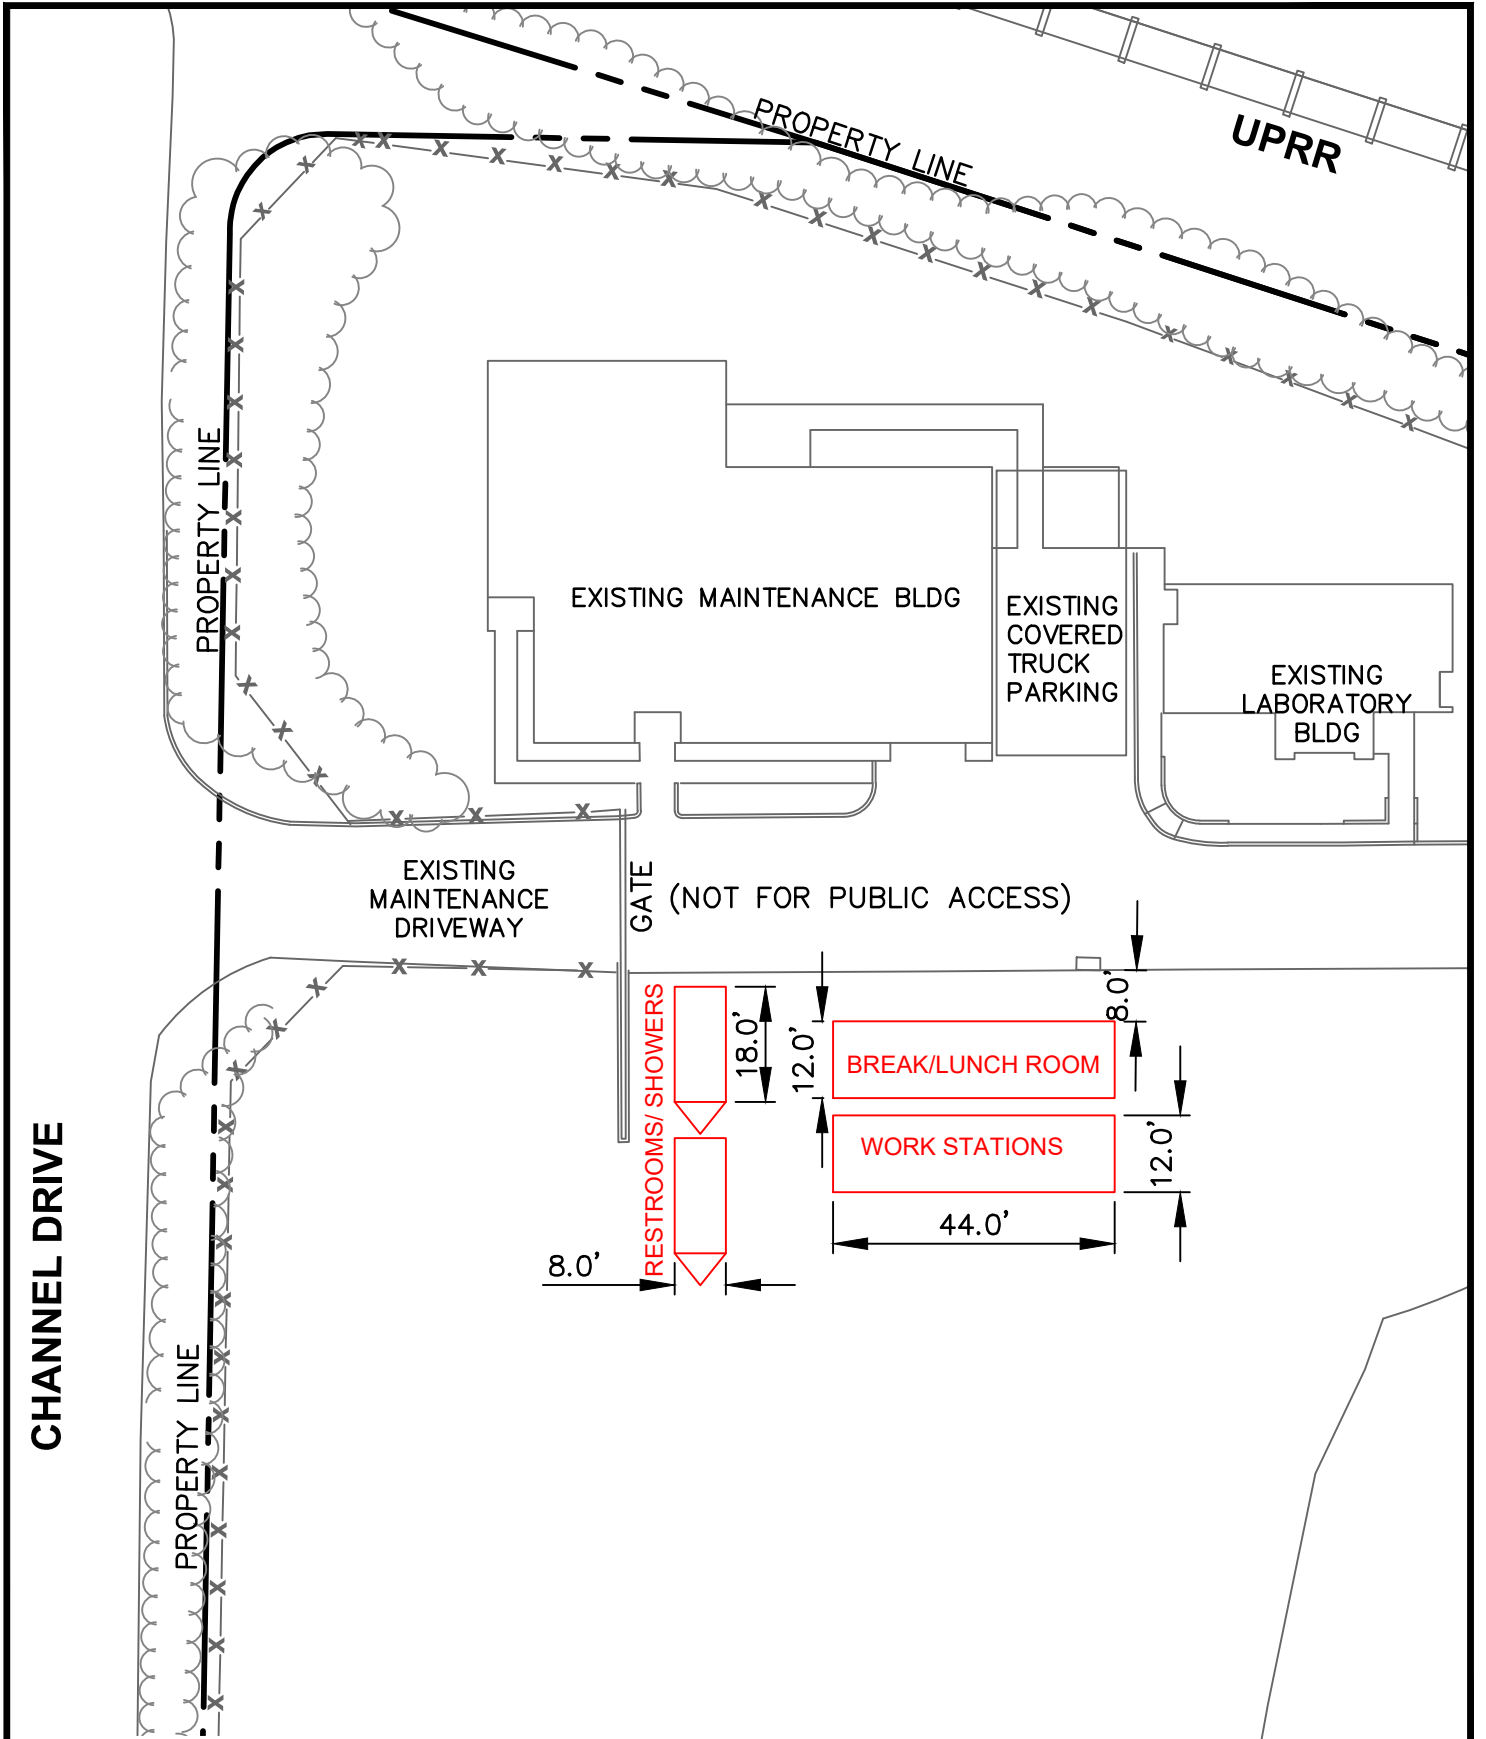 PROPERTY LINE
UPRR
PROPERTY LINE
EXISTING MAINTENANCE BLDG
EXISTING
COVERED
TRUCK
PARKING
EXISTING
LABORATORY
BLDG
EXISTING
MAINTENANCE
DRIVEWAY
GATE
(NOT FOR PUBLIC ACCESS)
RESTROOMS/ SHOWERS
18.0'
12.0'
8.0'
BREAK/LUNCH ROOM
WORK STATIONS
12.0'
44.0'
8.0'
CHANNEL DRIVE
PROPERTY LINE